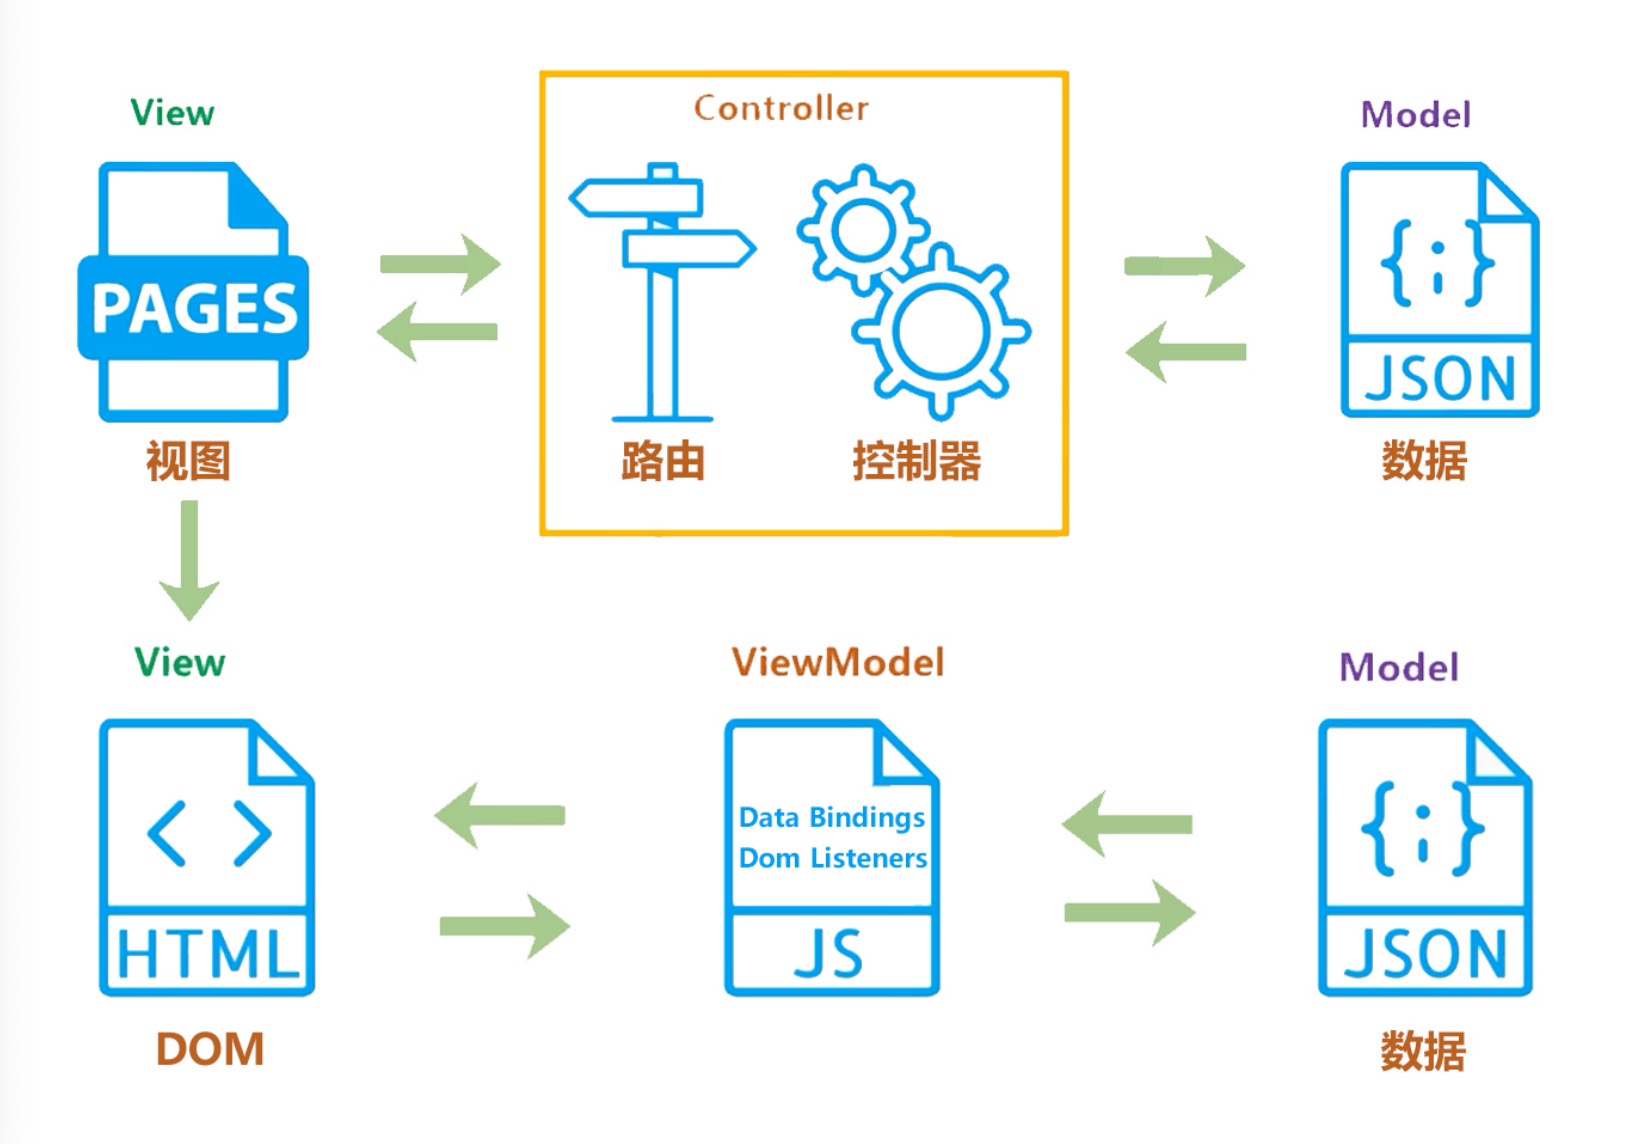 View
Controller
Model
PAGES
{;}
JSON
视图
路由
控制器
数据
View
ViewModel
Model
< >
Data Bindings
Dom Listeners
{;}
HTML
JS
JSON
DOM
数据